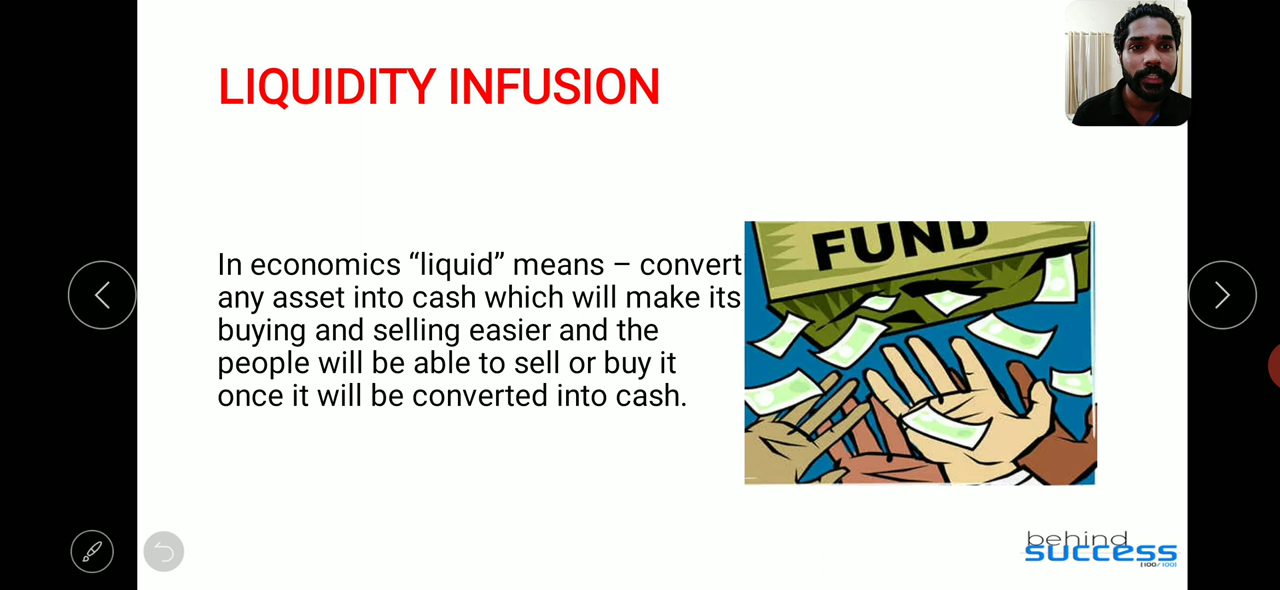 LIQUIDITY INFUSION
In economics “liquid” means – convert
any asset into cash which will make its
buying and selling easier and the
people will be able to sell or buy it
once it will be converted into cash.
FUND
behind
success
[100/100]